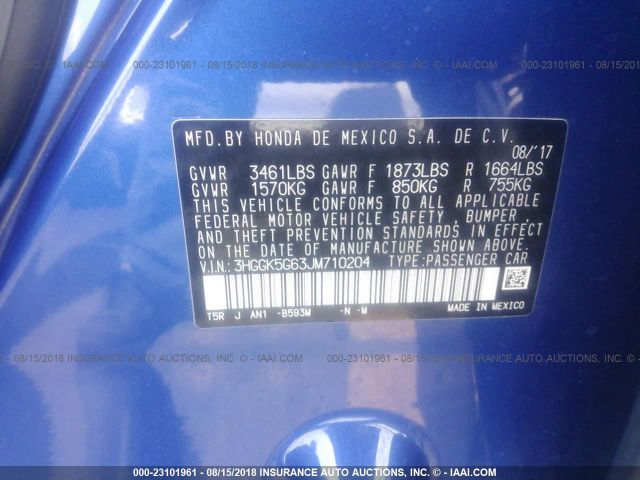 000-23101961 - 08/15/2018 INSURANCE AUTO AUCTIONS, INC. - © - IAAI.COM
MFD.BY HONDA DE MEXICO S.A. DE C.V.
08/'17
GVWR 3461LBS GAWR F 1873LBS R 1664LBS
GVWR 1570KG GAWR F 850KG R 755KG
THIS VEHICLE CONFORMS TO ALL APPLICABLE
FEDERAL MOTOR VEHICLE SAFETY, BUMPER,
AND THEFT PREVENTION STANDARDS IN EFFECT
ON THE DATE OF MANUFACTURE SHOWN ABOVE.
V.I.N.: 3HGGK5G63JM710204 TYPE:PASSENGER CAR
T5R J AN1 -B593M -N -M MADE IN MEXICO
000-23101961 - 08/15/2018 INSURANCE AUTO AUCTIONS, INC. - © - IAAI.COM
000-23101961 - 08/15/2018 INSURANCE AUTO AUCTIONS, INC. - © - IAAI.COM